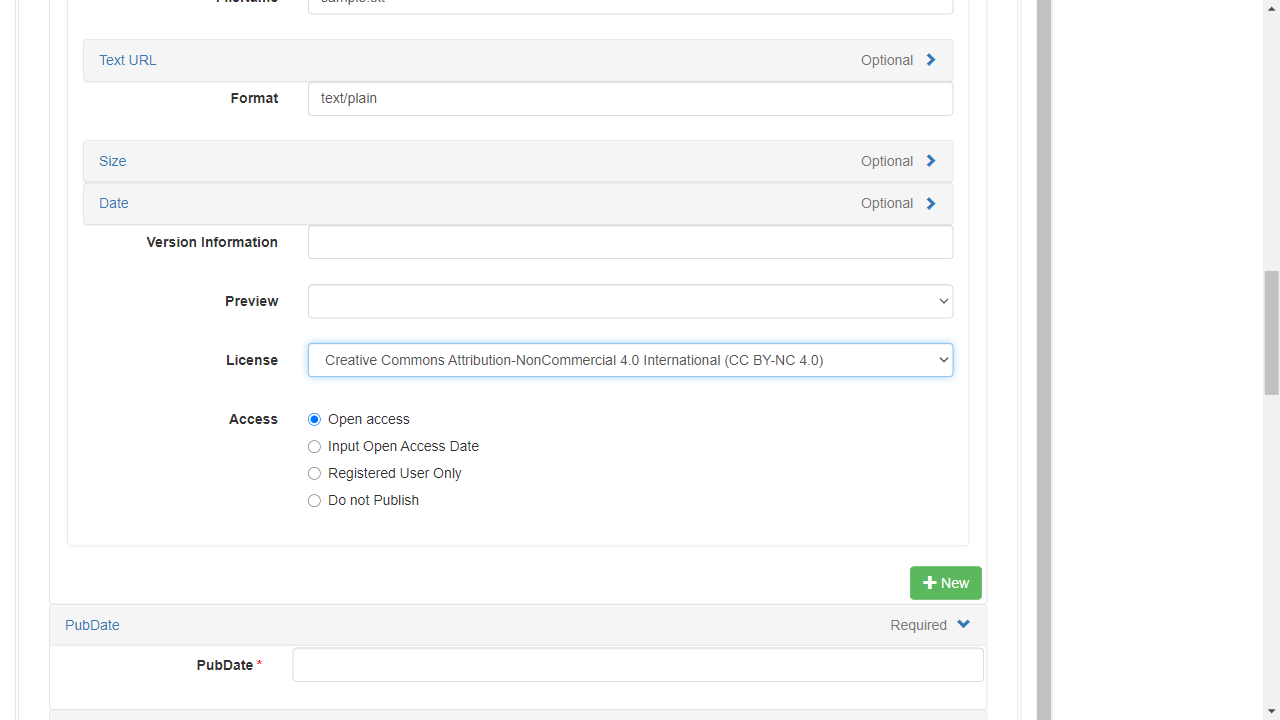 Text URL Optional
Format text/plain
Size Optional
Date Optional
Version Information
Preview
License Creative Commons Attribution-NonCommercial 4.0 International (CC BY-NC 4.0)
Access Open access
Input Open Access Date
Registered User Only
Do not Publish
New
PubDate Required
PubDate *